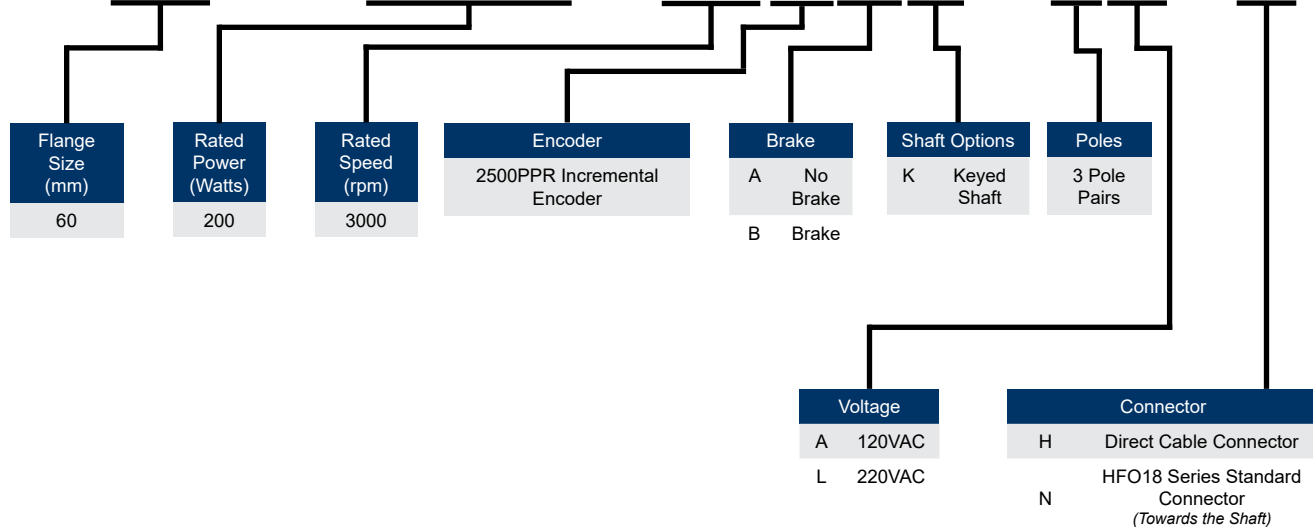 Flange
Size
(mm)
60
Rated
Power
(Watts)
200
Rated
Speed
(rpm)
3000
Encoder
2500PPR Incremental
Encoder
Brake
A No
Brake
B Brake
Shaft Options
K Keyed
Shaft
Poles
3 Pole
Pairs
Voltage
A 120VAC
L 220VAC
Connector
H Direct Cable Connector
N HFO18 Series Standard
Connector
(Towards the Shaft)